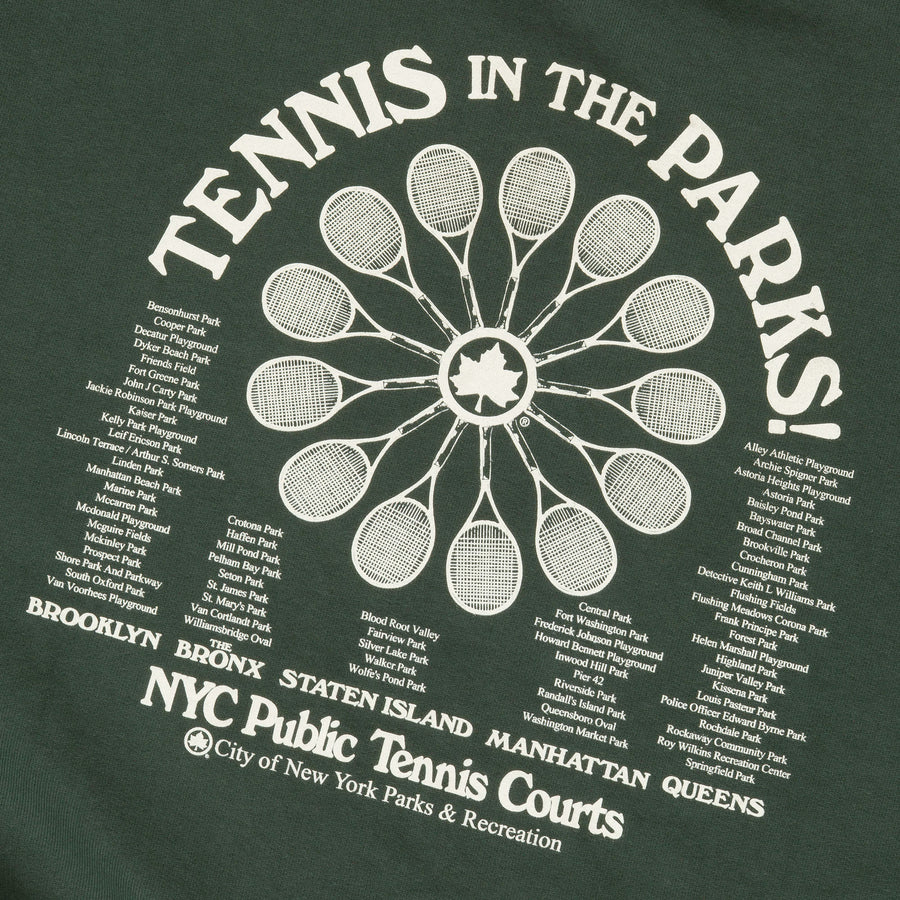 TENNIS IN THE PARKS!
®
Bensonhurst Park
Cooper Park
Decatur Playground
Dyker Beach Park
Friends Field
Fort Greene Park
John J Carty Park
Jackie Robinson Park Playground
Kaiser Park
Kelly Park Playground
Leif Ericson Park
Lincoln Terrace / Arthur S. Somers Park
Linden Park
Manhattan Beach Park
Marine Park
Mccarren Park
Mcdonald Playground
Mcguire Fields
Mckinley Park
Prospect Park
Shore Park And Parkway
South Oxford Park
Van Voorhees Playground
BROOKLYN
Crotona Park
Haffen Park
Mill Pond Park
Pelham Bay Park
Seton Park
St. James Park
St. Mary's Park
Van Cortlandt Park
Williamsbridge Oval
THE
BRONX
Blood Root Valley
Fairview Park
Silver Lake Park
Walker Park
Wolfe's Pond Park
STATEN ISLAND
Central Park
Fort Washington Park
Frederick Johnson Playground
Howard Bennett Playground
Inwood Hill Park
Pier 42
Riverside Park
Randall's Island Park
Queensboro Oval
Washington Market Park
MANHATTAN
Alley Athletic Playground
Archie Spigner Park
Astoria Heights Playground
Astoria Park
Baisley Pond Park
Bayswater Park
Broad Channel Park
Brookville Park
Crocheron Park
Cunningham Park
Detective Keith L Williams Park
Flushing Fields
Flushing Meadows Corona Park
Frank Principe Park
Forest Park
Helen Marshall Playground
Highland Park
Juniper Valley Park
Kissena Park
Louis Pasteur Park
Police Officer Edward Byrne Park
Rochdale Park
Rockaway Community Park
Roy Wilkins Recreation Center
Springfield Park
QUEENS
NYC Public Tennis Courts
City of New York Parks & Recreation